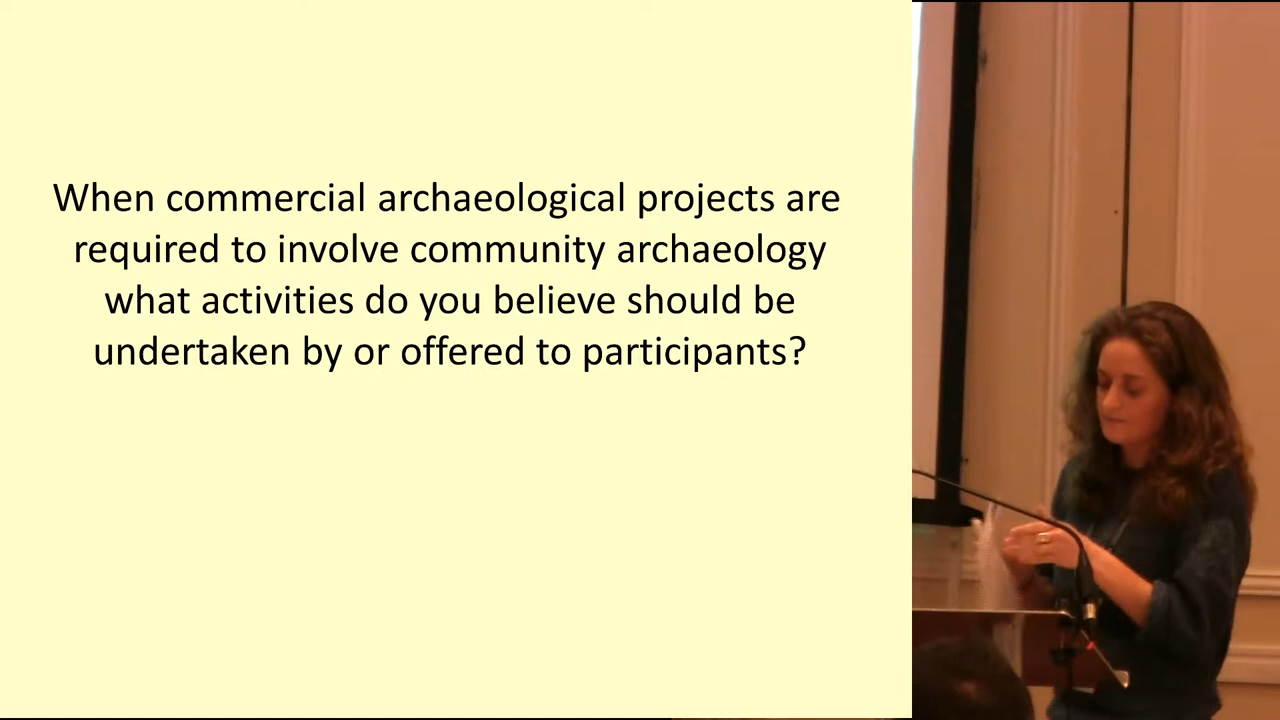 When commercial archaeological projects are
required to involve community archaeology
what activities do you believe should be
undertaken by or offered to participants?